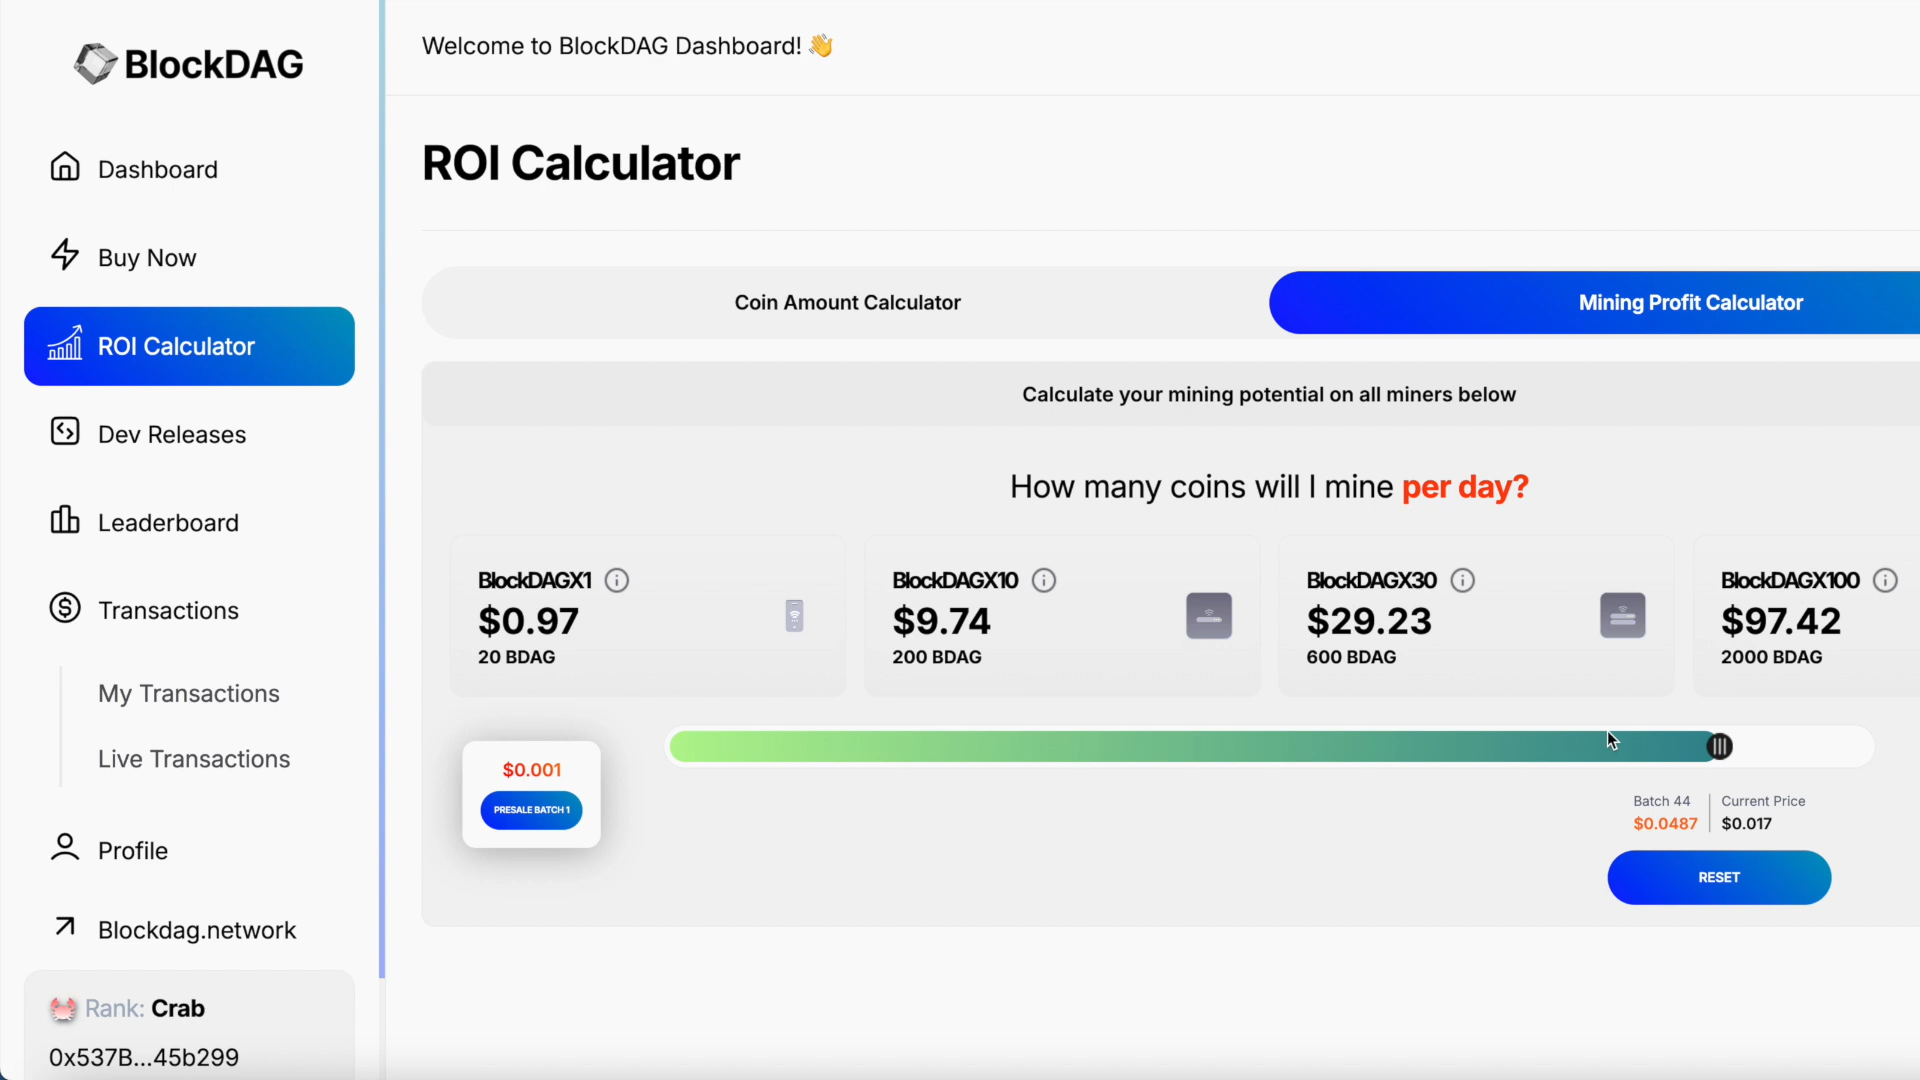 BlockDAG
Dashboard
Buy Now
ROI Calculator
Dev Releases
Leaderboard
Transactions
My Transactions
Live Transactions
Profile
Blockdag.network
Rank: Crab
0x537B...45b299
Welcome to BlockDAG Dashboard! 👋
ROI Calculator
Coin Amount Calculator
Mining Profit Calculator
Calculate your mining potential on all miners below
How many coins will I mine per day?
BlockDAGX1
$0.97
20 BDAG
BlockDAGX10
$9.74
200 BDAG
BlockDAGX30
$29.23
600 BDAG
BlockDAGX100
$97.42
2000 BDAG
$0.001
PRESALE BATCH 1
Batch 44
$0.0487
Current Price
$0.017
RESET